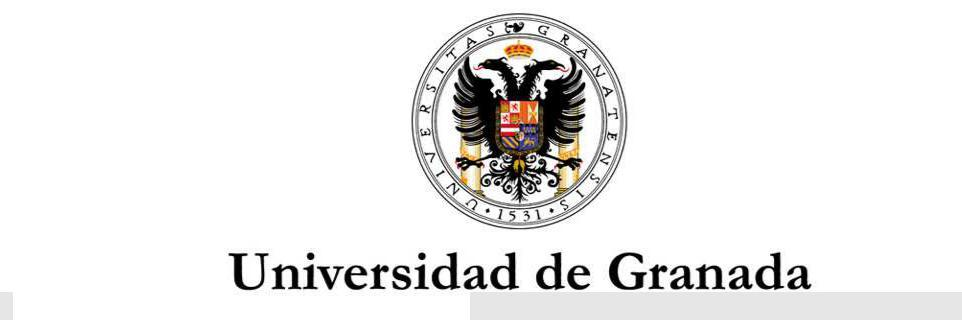 UNIVERSITAS GRANATENSIS
· 1531 ·
Universidad de Granada